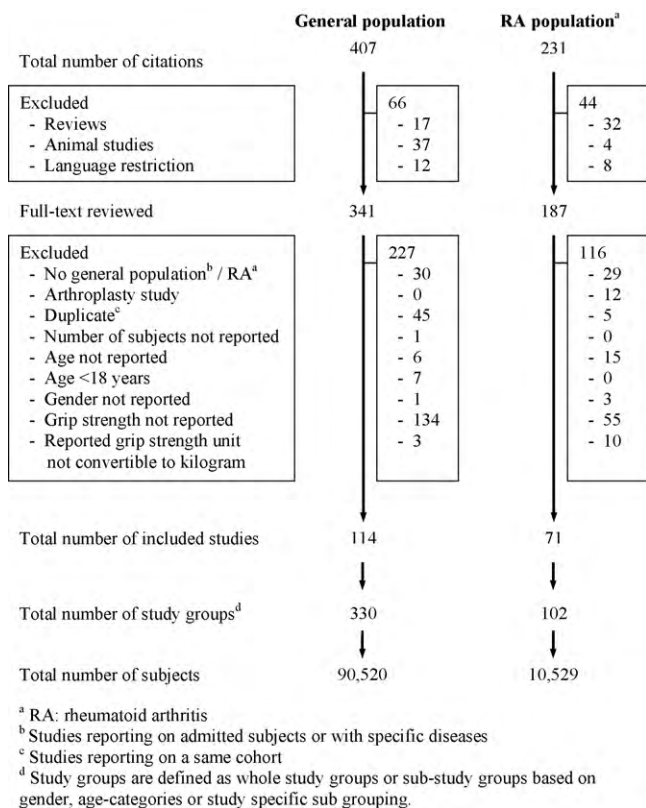 General population RA population^a
Total number of citations 407 231
Excluded 66 44
- Reviews - 17 - 32
- Animal studies - 37 - 4
- Language restriction - 12 - 8
Full-text reviewed 341 187
Excluded 227 116
- No general population^b / RA^a - 30 - 29
- Arthroplasty study - 0 - 12
- Duplicate^c - 45 - 5
- Number of subjects not reported - 1 - 0
- Age not reported - 6 - 15
- Age <18 years - 7 - 0
- Gender not reported - 1 - 3
- Grip strength not reported - 134 - 55
- Reported grip strength unit - 3 - 10
not convertible to kilogram
Total number of included studies 114 71
Total number of study groups^d 330 102
Total number of subjects 90,520 10,529
^a RA: rheumatoid arthritis
^b Studies reporting on admitted subjects or with specific diseases
^c Studies reporting on a same cohort
^d Study groups are defined as whole study groups or sub-study groups based on
gender, age-categories or study specific sub grouping.